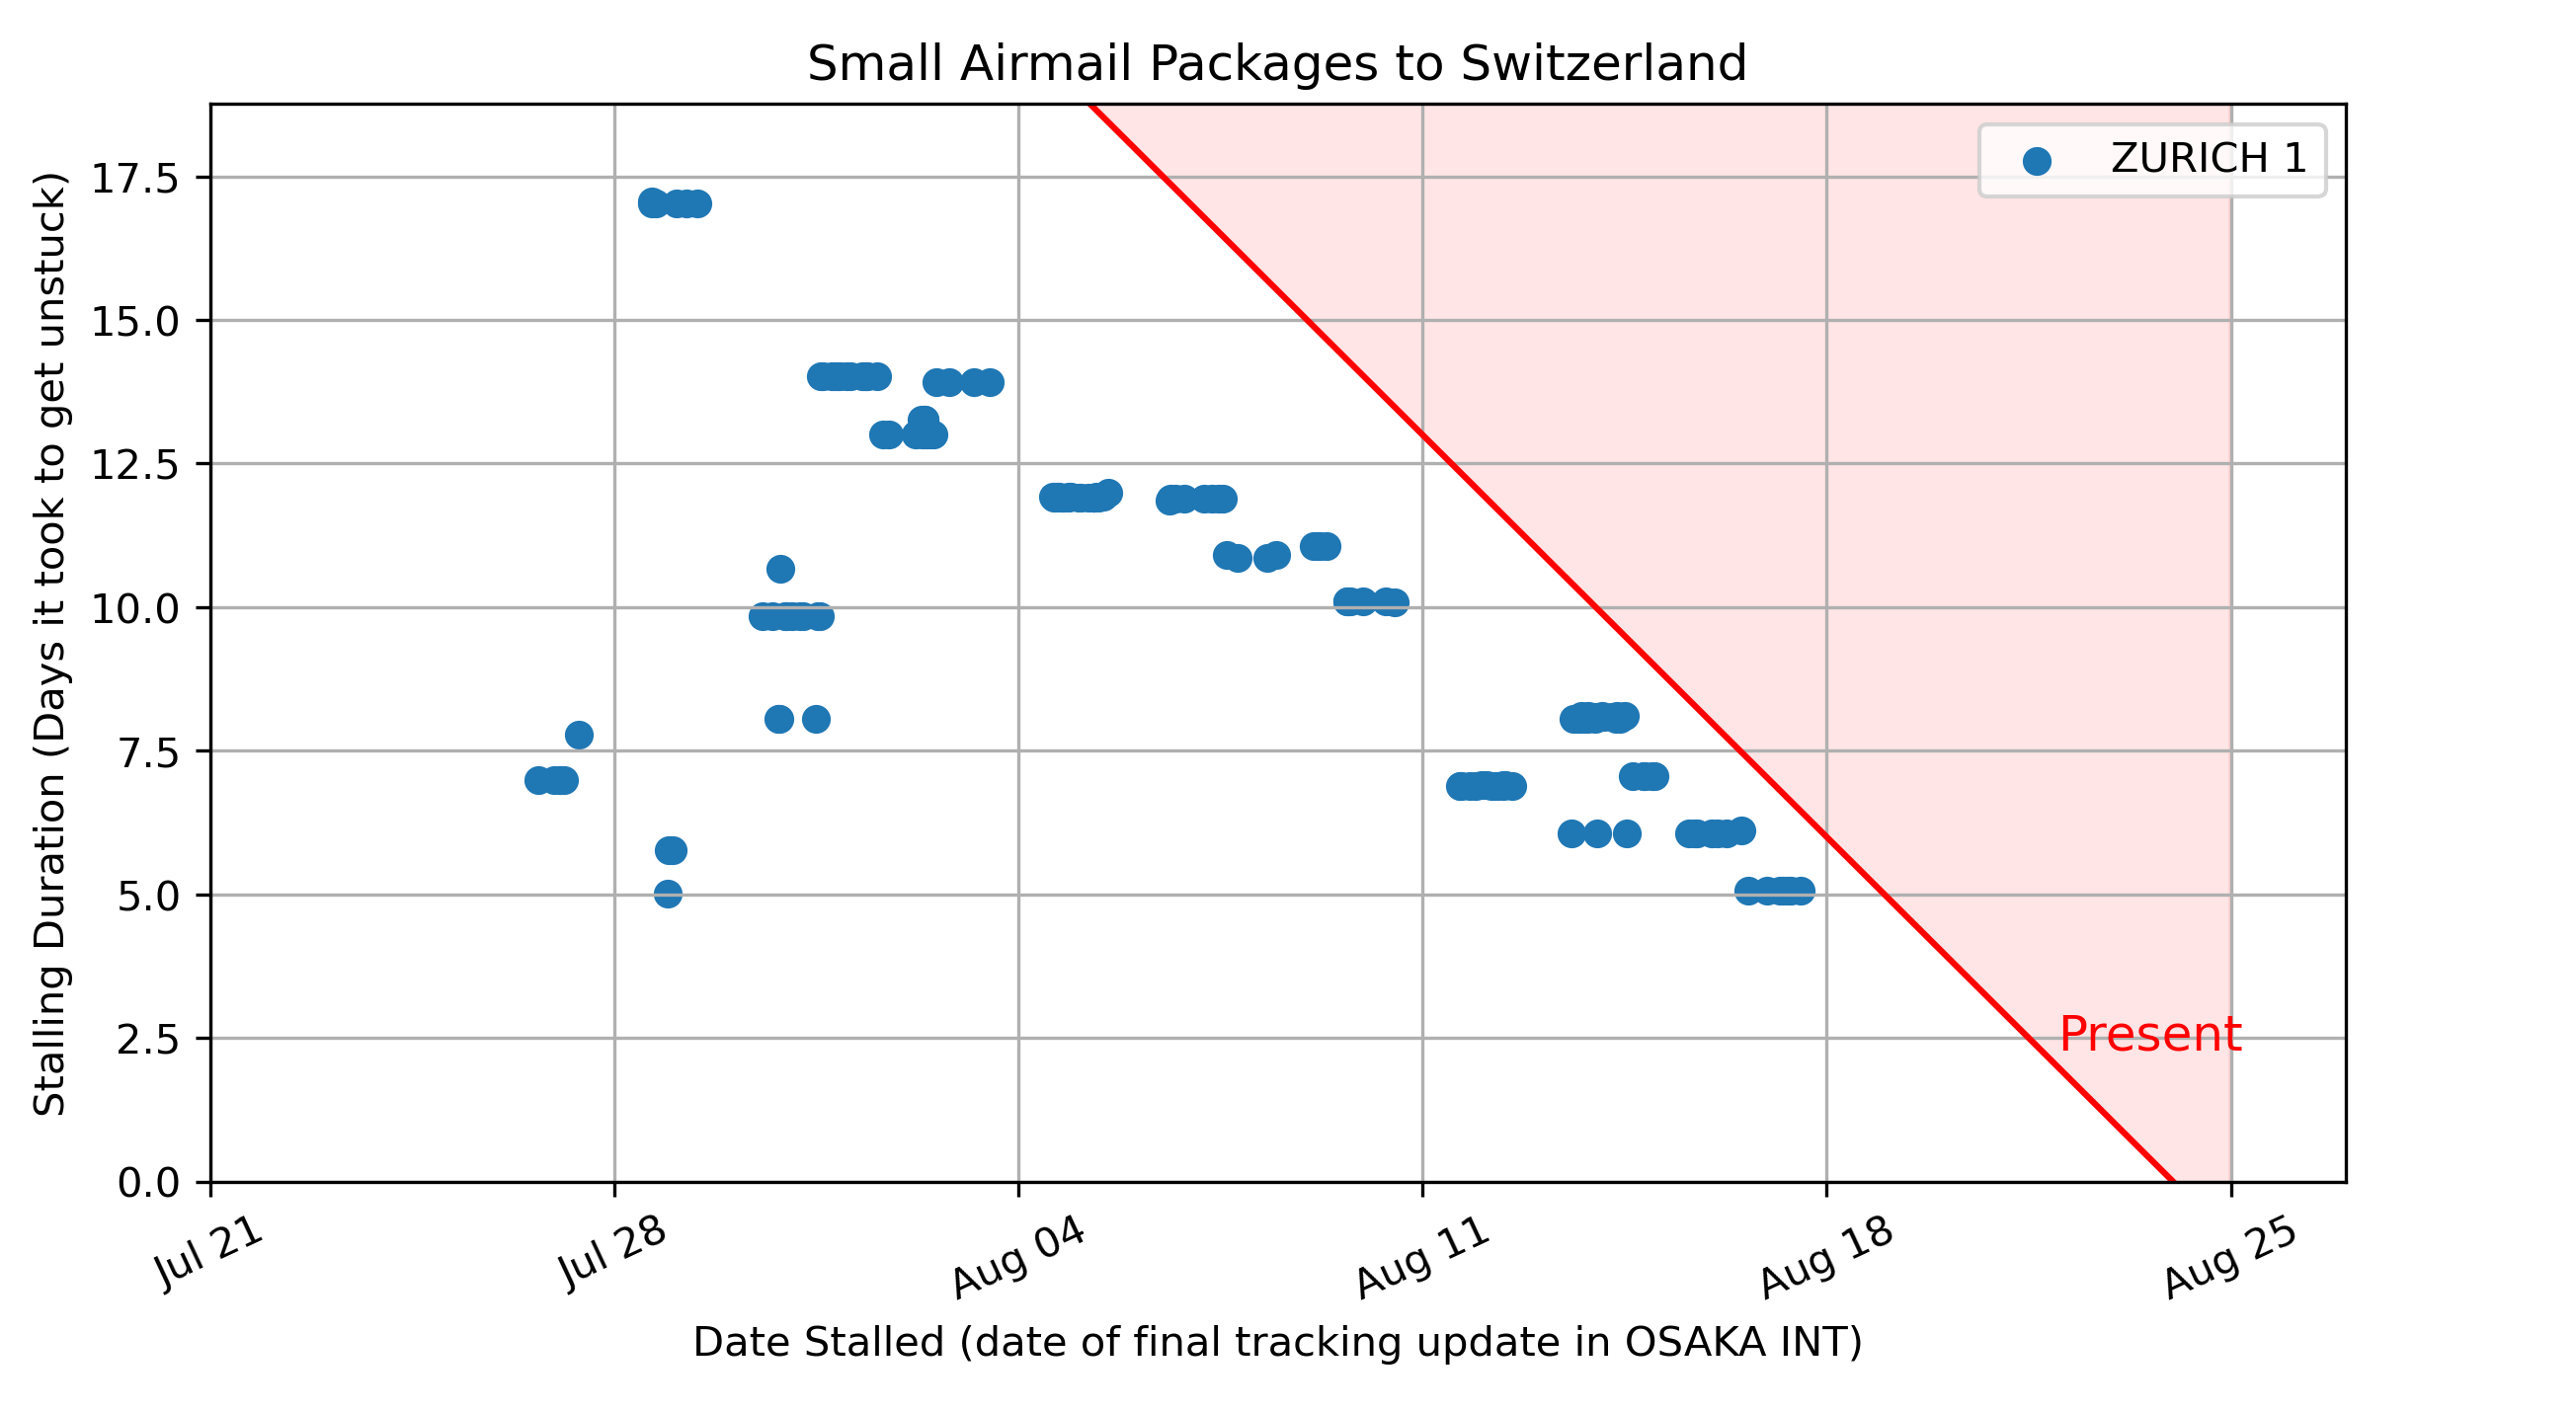 Small Airmail Packages to Switzerland
ZURICH 1
Stalling Duration (Days it took to get unstuck)
17.5
15.0
12.5
10.0
7.5
5.0
2.5
0.0
Present
Jul 21
Jul 28
Aug 04
Aug 11
Aug 18
Aug 25
Date Stalled (date of final tracking update in OSAKA INT)